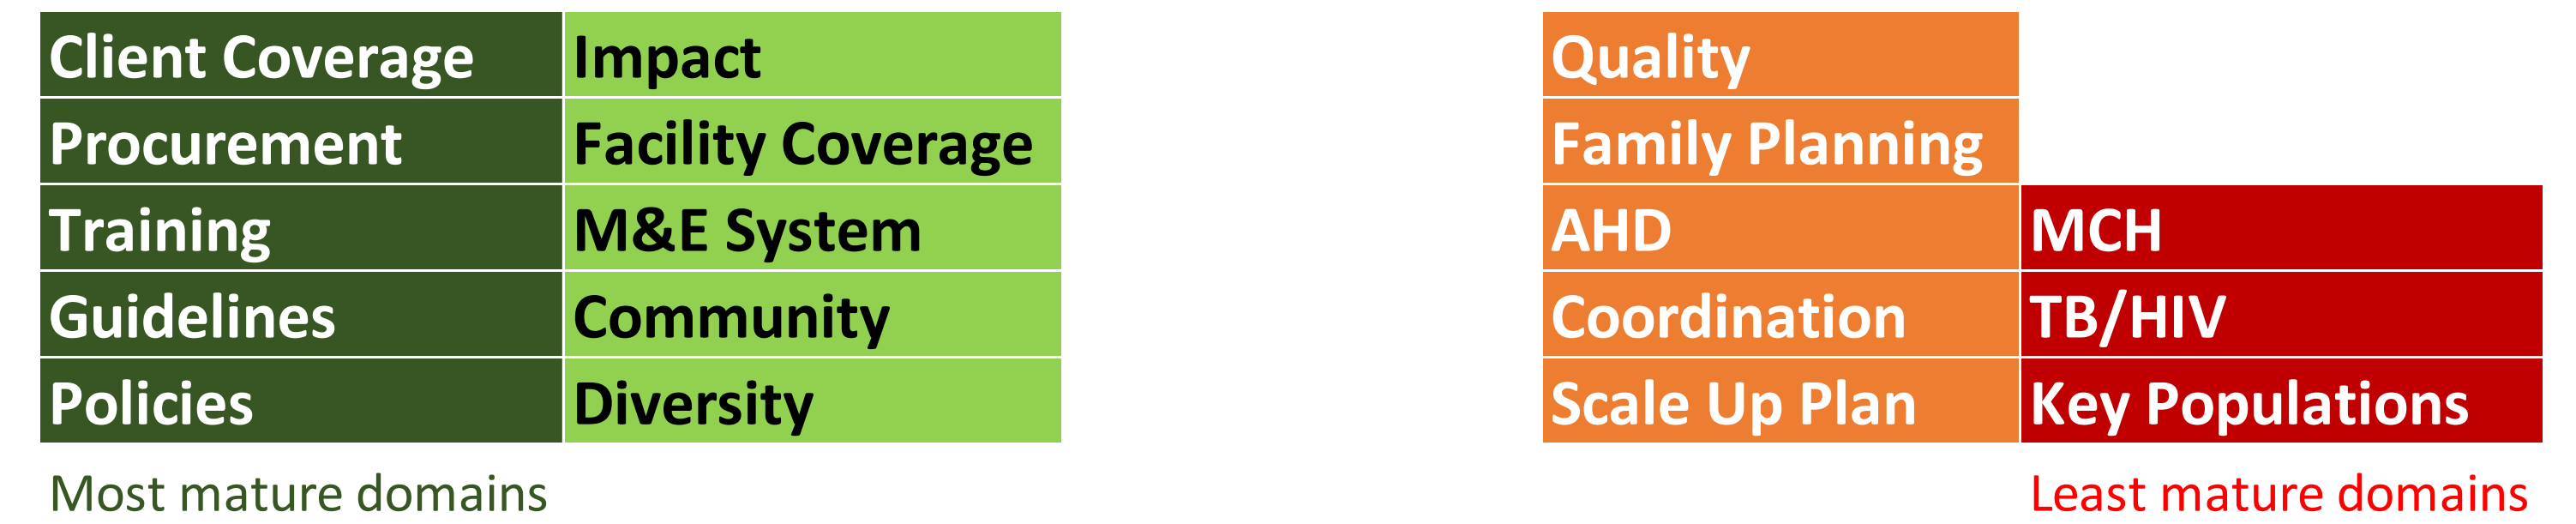 Client Coverage Impact Quality
Procurement Facility Coverage Family Planning
Training M&E System AHD MCH
Guidelines Community Coordination TB/HIV
Policies Diversity Scale Up Plan Key Populations
Most mature domains Least mature domains